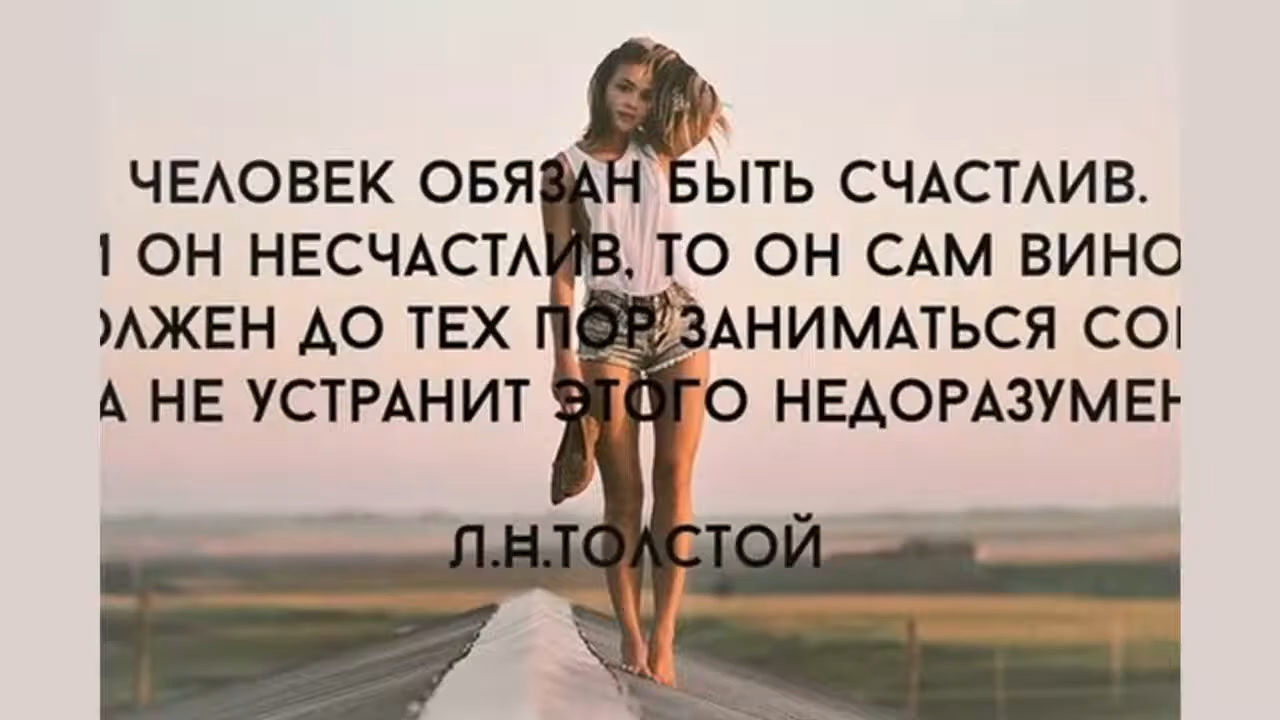 ЧЕЛОВЕК ОБЯЗАН БЫТЬ СЧАСТЛИВ.
ОН НЕСЧАСТЛИВ, ТО ОН САМ
ДО ТЕХ ПОР ЗАНИМАТЬСЯ
НЕ УСТРАНИТ ЭТОГО
Л.Н.ТОЛСТОЙ